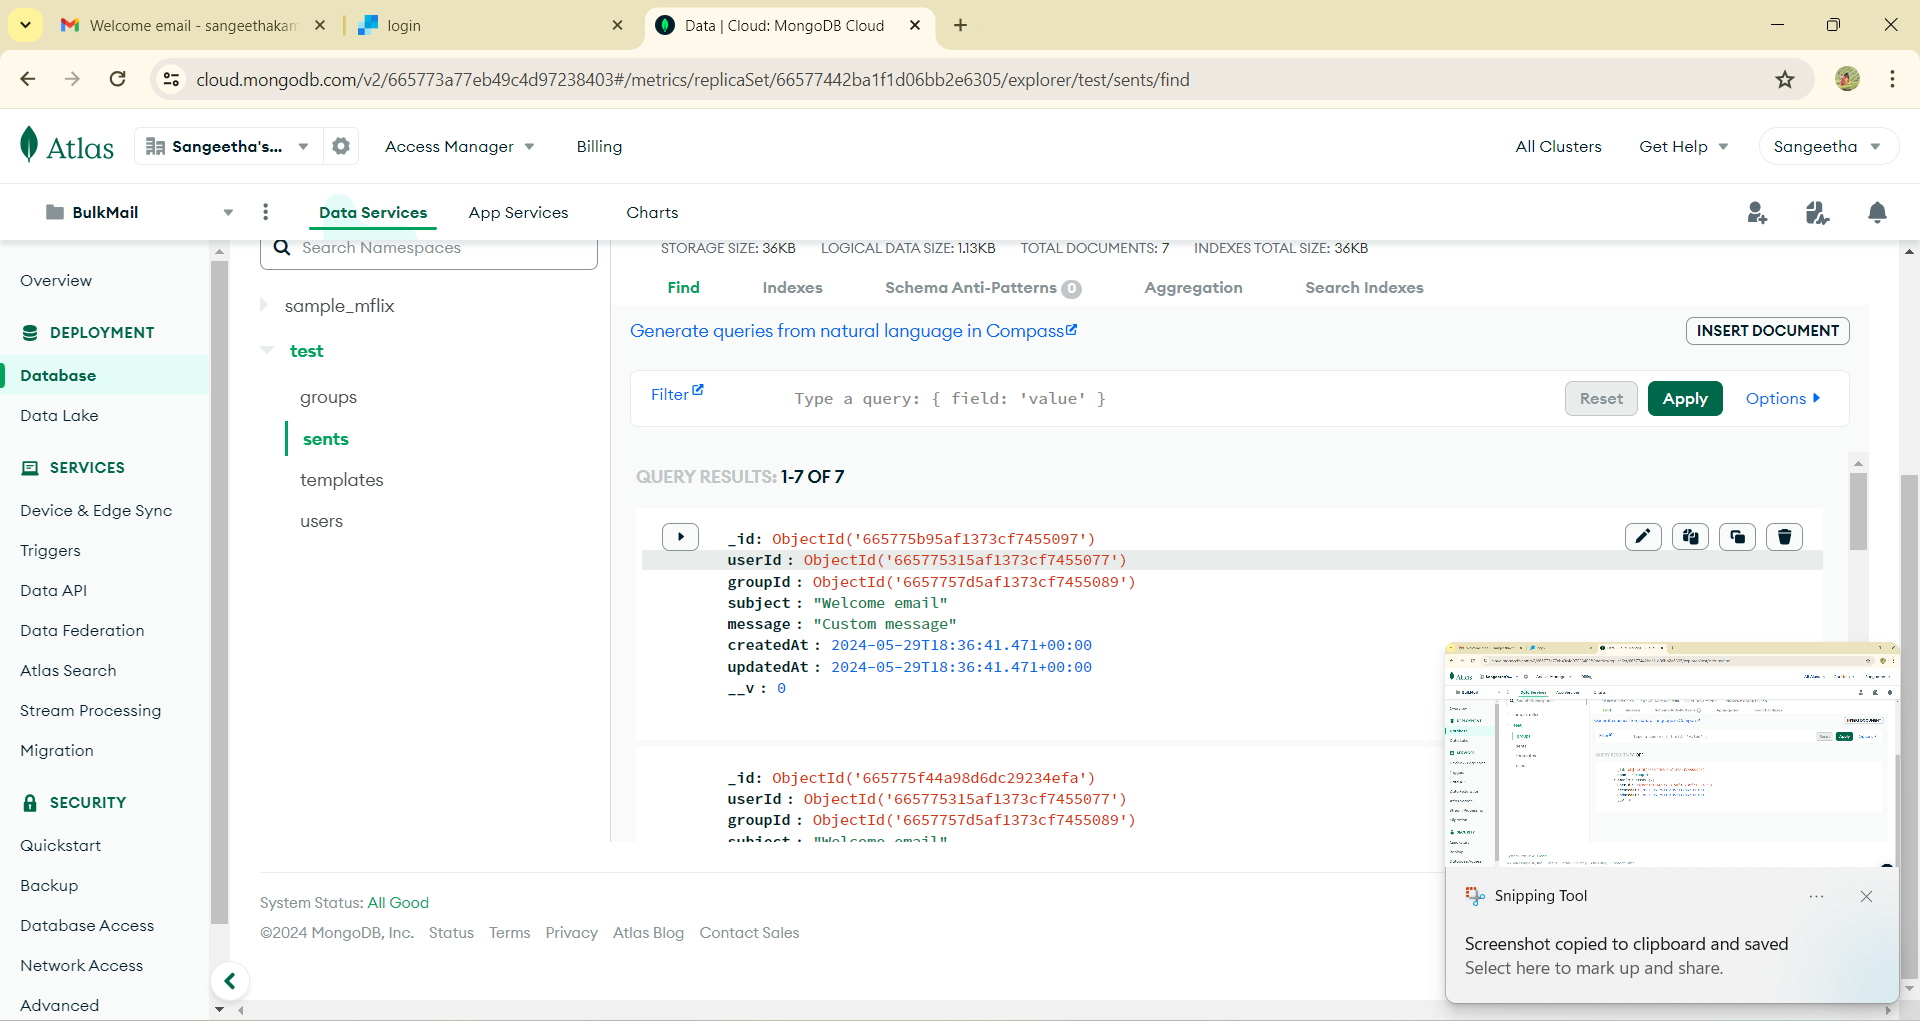 Welcome email - sangeethakam
login
Data | Cloud: MongoDB Cloud
cloud.mongodb.com/v2/665773a77eb49c4d97238403#/metrics/replicaSet/66577442ba1f1d06bb2e6305/explorer/test/sents/find
Atlas
Sangeetha's...
Access Manager
Billing
All Clusters
Get Help
Sangeetha
BulkMail
Data Services
App Services
Charts
Overview
DEPLOYMENT
Database
Data Lake
SERVICES
Device & Edge Sync
Triggers
Data API
Data Federation
Atlas Search
Stream Processing
Migration
SECURITY
Quickstart
Backup
Database Access
Network Access
Advanced
Search Namespaces
sample_mflix
test
groups
sents
templates
users
STORAGE SIZE: 36KB LOGICAL DATA SIZE: 1.13KB TOTAL DOCUMENTS: 7 INDEXES TOTAL SIZE: 36KB
Find Indexes Schema Anti-Patterns 0 Aggregation Search Indexes
Generate queries from natural language in Compass
INSERT DOCUMENT
Filter
Type a query: { field: 'value' }
Reset
Apply
Options
QUERY RESULTS: 1-7 OF 7
_id: ObjectId('665775b95af1373cf7455097')
userId : ObjectId('665775315af1373cf7455077')
groupId : ObjectId('6657757d5af1373cf7455089')
subject : "Welcome email"
message : "Custom message"
createdAt : 2024-05-29T18:36:41.471+00:00
updatedAt : 2024-05-29T18:36:41.471+00:00
__v : 0
_id: ObjectId('665775f44a98d6dc29234efa')
userId : ObjectId('665775315af1373cf7455077')
groupId : ObjectId('6657757d5af1373cf7455089')
subject : "Welcome email"
System Status: All Good
©2024 MongoDB, Inc. Status Terms Privacy Atlas Blog Contact Sales
Snipping Tool
Screenshot copied to clipboard and saved
Select here to mark up and share.